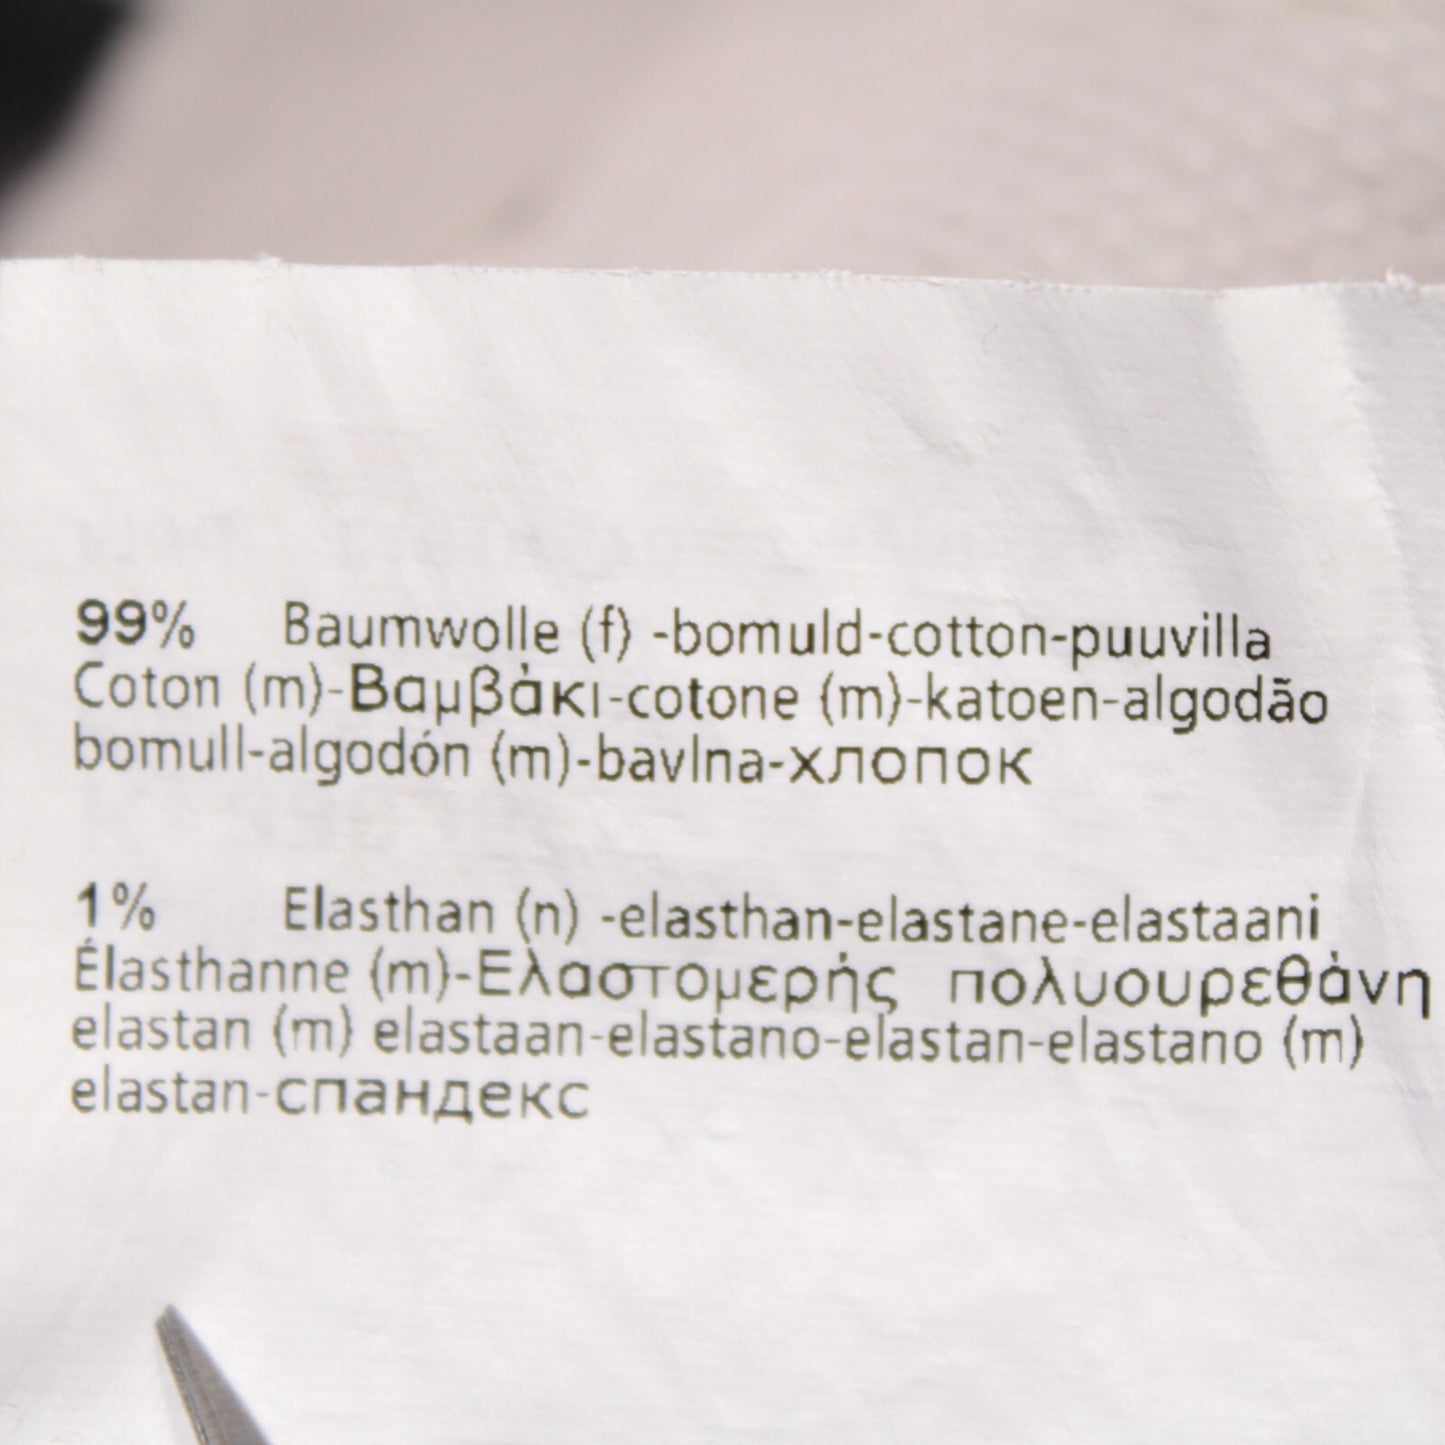 99% Baumwolle (f) -bomuld-cotton-puuvilla
Coton (m)-Βαμβάκι-cotone (m)-katoen-algodão
bomull-algodón (m)-bavlna-хлопок
1% Elasthan (n) -elasthan-elastane-elastaani
Élasthanne (m)-Ελαστομερής πολυουρεθάνη
elastan (m) elastaan-elastano-elastan-elastano (m)
elastan-спандекс